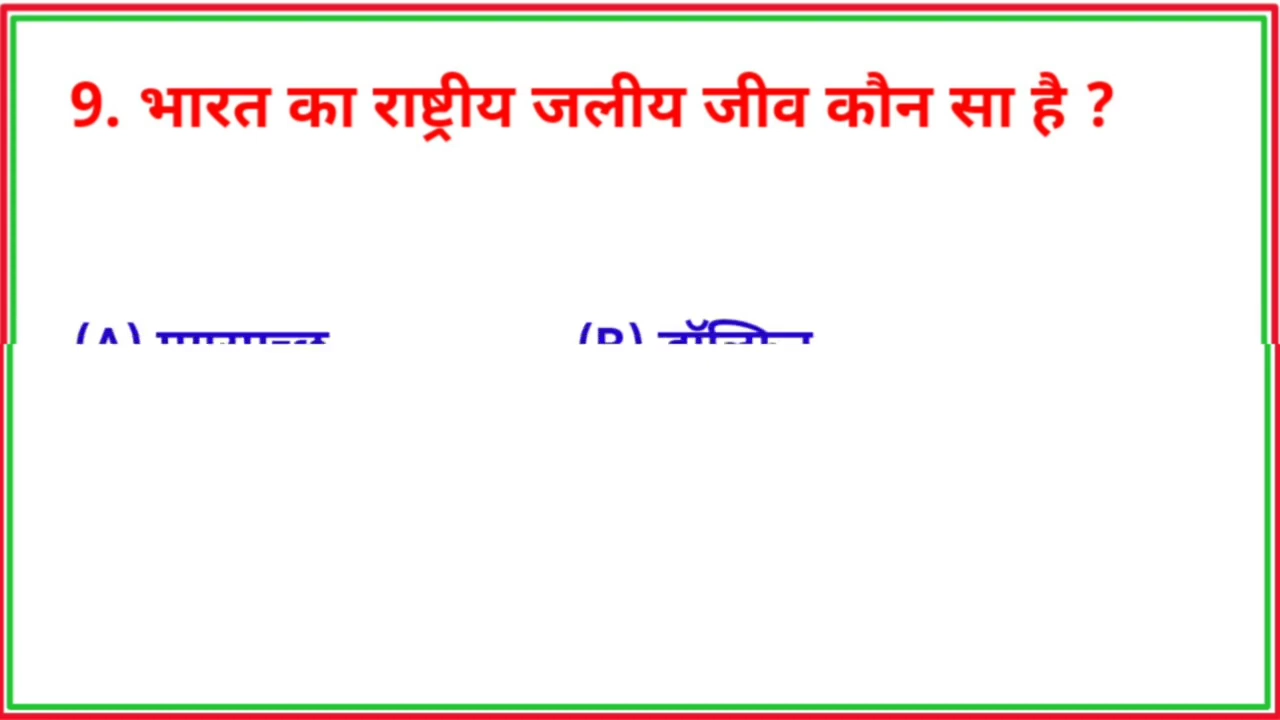 9. भारत का राष्ट्रीय जलीय जीव कौन सा है ?
(A) (B) डॉल्फिन